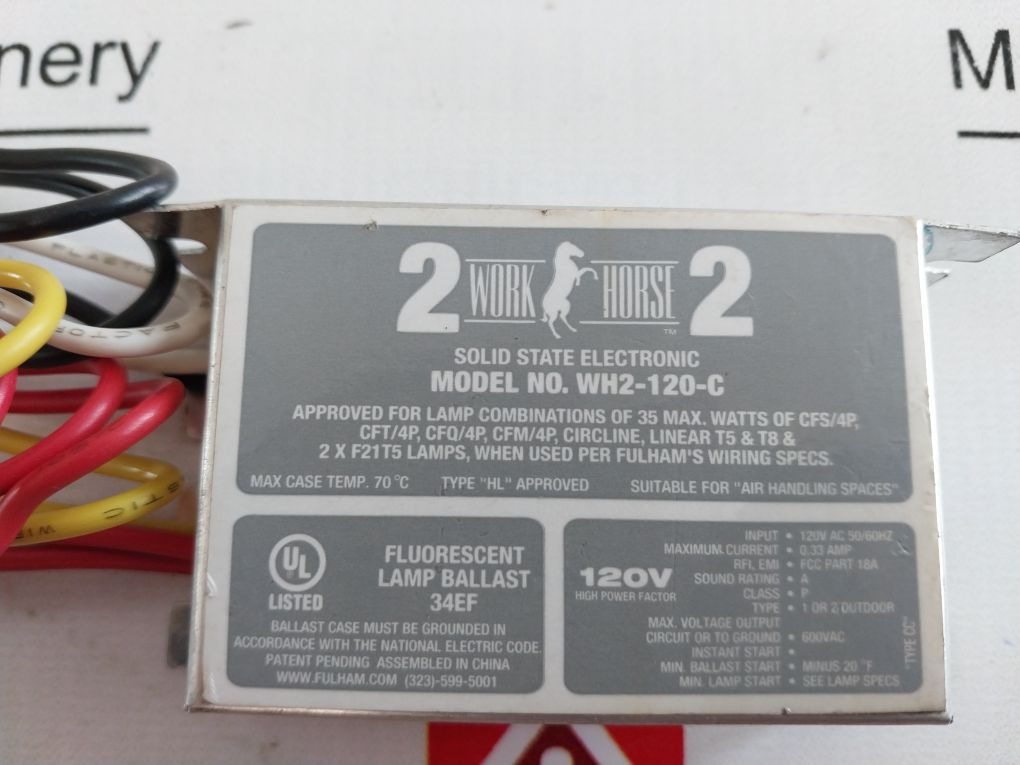 nery
M
2 WORK HORSE 2
TM
SOLID STATE ELECTRONIC
MODEL NO. WH2-120-C
APPROVED FOR LAMP COMBINATIONS OF 35 MAX. WATTS OF CFS/4P,
CFT/4P, CFQ/4P, CFM/4P, CIRCLINE, LINEAR T5 & T8 &
2 X F21T5 LAMPS, WHEN USED PER FULHAM'S WIRING SPECS.
MAX CASE TEMP. 70 °C TYPE "HL" APPROVED SUITABLE FOR "AIR HANDLING SPACES"
UL
LISTED
FLUORESCENT
LAMP BALLAST
34EF
BALLAST CASE MUST BE GROUNDED IN
ACCORDANCE WITH THE NATIONAL ELECTRIC CODE.
PATENT PENDING ASSEMBLED IN CHINA
WWW.FULHAM.COM (323)-599-5001
120V
HIGH POWER FACTOR
INPUT • 120V AC 50/60HZ
MAXIMUM CURRENT • 0.33 AMP
RFI, EMI • FCC PART 18A
SOUND RATING • A
CLASS • P
TYPE • 1 OR 2 OUTDOOR
MAX. VOLTAGE OUTPUT
CIRCUIT OR TO GROUND • 600VAC
INSTANT START •
MIN. BALLAST START • MINUS 20 °F
MIN. LAMP START • SEE LAMP SPECS
"TYPE CC"